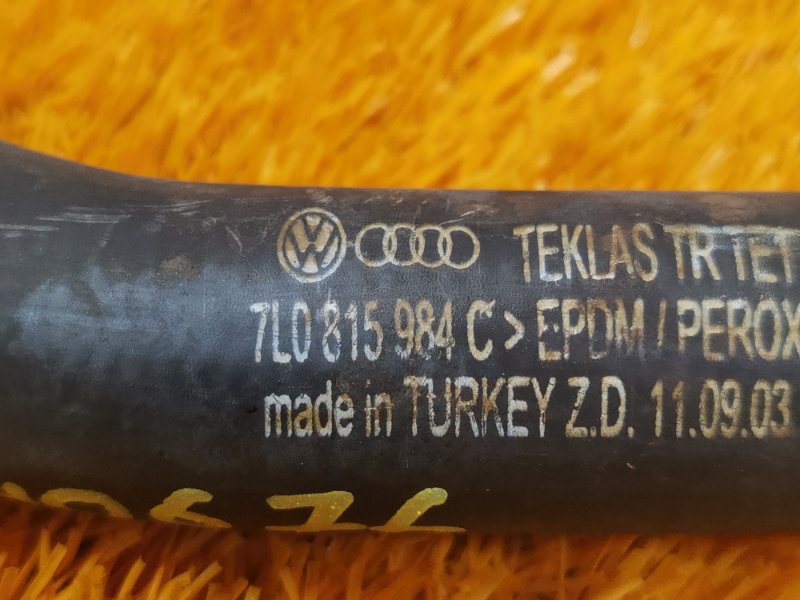 TEKLAS TR TET
7L0 815 984 C > EPDM / PEROX
made in TURKEY Z.D. 11.09.03